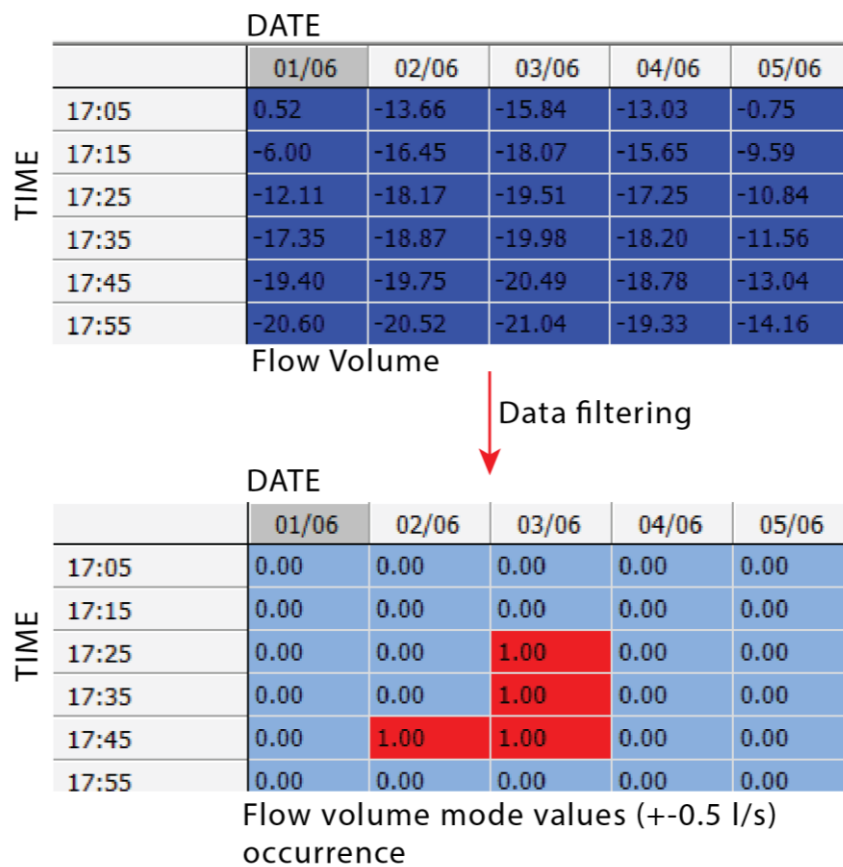 DATE
01/06 02/06 03/06 04/06 05/06
TIME
17:05 0.52 -13.66 -15.84 -13.03 -0.75
17:15 -6.00 -16.45 -18.07 -15.65 -9.59
17:25 -12.11 -18.17 -19.51 -17.25 -10.84
17:35 -17.35 -18.87 -19.98 -18.20 -11.56
17:45 -19.40 -19.75 -20.49 -18.78 -13.04
17:55 -20.60 -20.52 -21.04 -19.33 -14.16
Flow Volume
Data filtering
DATE
01/06 02/06 03/06 04/06 05/06
TIME
17:05 0.00 0.00 0.00 0.00 0.00
17:15 0.00 0.00 0.00 0.00 0.00
17:25 0.00 0.00 1.00 0.00 0.00
17:35 0.00 0.00 1.00 0.00 0.00
17:45 0.00 1.00 1.00 0.00 0.00
17:55 0.00 0.00 0.00 0.00 0.00
Flow volume mode values (+-0.5 l/s)
occurrence